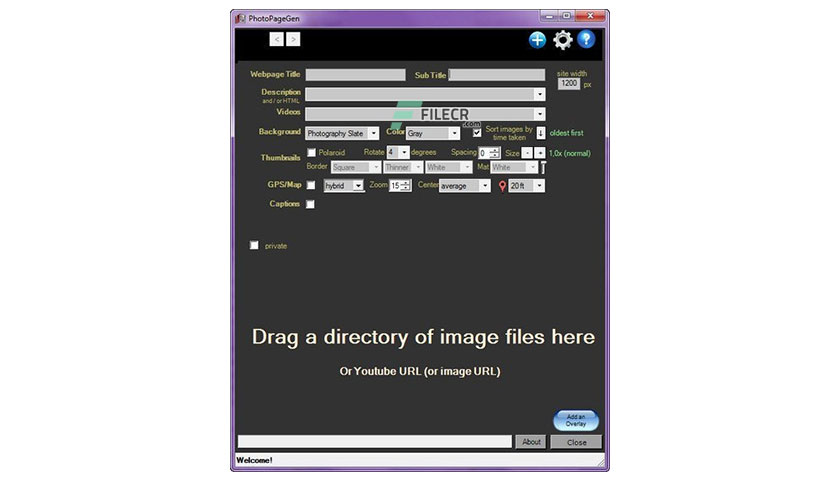 PhotoPageGen
< >
Webpage Title Sub Title site width
1200 px
Description
and / or HTML
Videos
FILECR
.com
Background Photography Slate Color Gray Sort images by time taken oldest first
Thumbnails Polaroid Rotate 4 degrees Spacing 0 Size - + 1,0x (normal)
Border Square Thinner White Mat White
GPS/Map hybrid Zoom 15 Center average 20 ft
Captions
private
Drag a directory of image files here
Or Youtube URL (or image URL)
Add an
Overlay
About Close
Welcome!